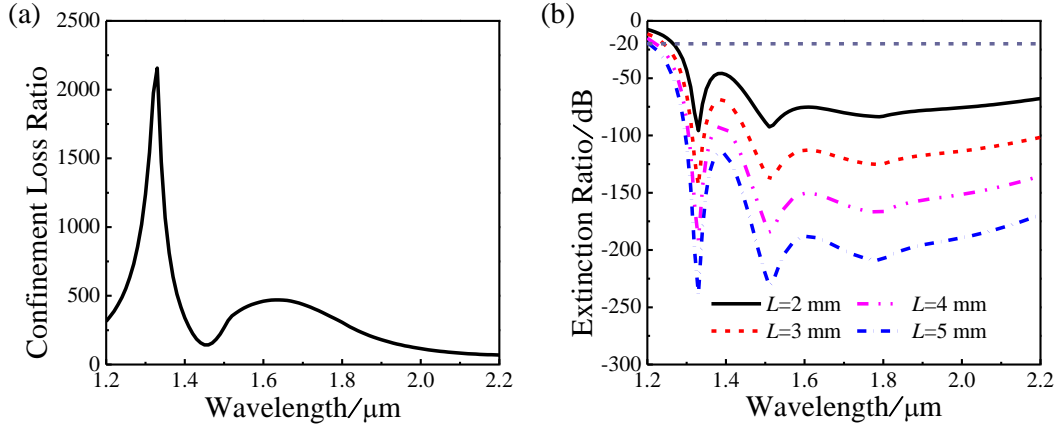 (a)
2500
2000
1500
1000
500
0
Confinement Loss Ratio
1.2 1.4 1.6 1.8 2.0 2.2
Wavelength/μm
(b)
0
-20
-50
-100
-150
-200
-250
-300
Extinction Ratio/dB
L=2 mm L=4 mm
L=3 mm L=5 mm
1.2 1.4 1.6 1.8 2.0 2.2
Wavelength/μm